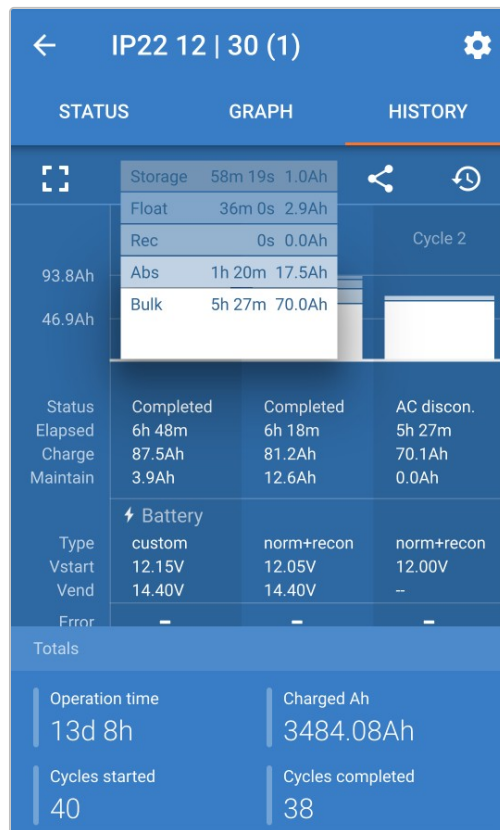 IP22 12 | 30 (1)
STATUS GRAPH HISTORY
Storage 58m 19s 1.0Ah
Float 36m 0s 2.9Ah
Rec 0s 0.0Ah
Abs 1h 20m 17.5Ah
Bulk 5h 27m 70.0Ah
Cycle 2
93.8Ah
46.9Ah
Status Completed Completed AC discon.
Elapsed 6h 48m 6h 18m 5h 27m
Charge 87.5Ah 81.2Ah 70.1Ah
Maintain 3.9Ah 12.6Ah 0.0Ah
Battery
Type custom norm+recon norm+recon
Vstart 12.15V 12.05V 12.00V
Vend 14.40V 14.40V --
Error – – –
Totals
Operation time Charged Ah
13d 8h 3484.08Ah
Cycles started Cycles completed
40 38